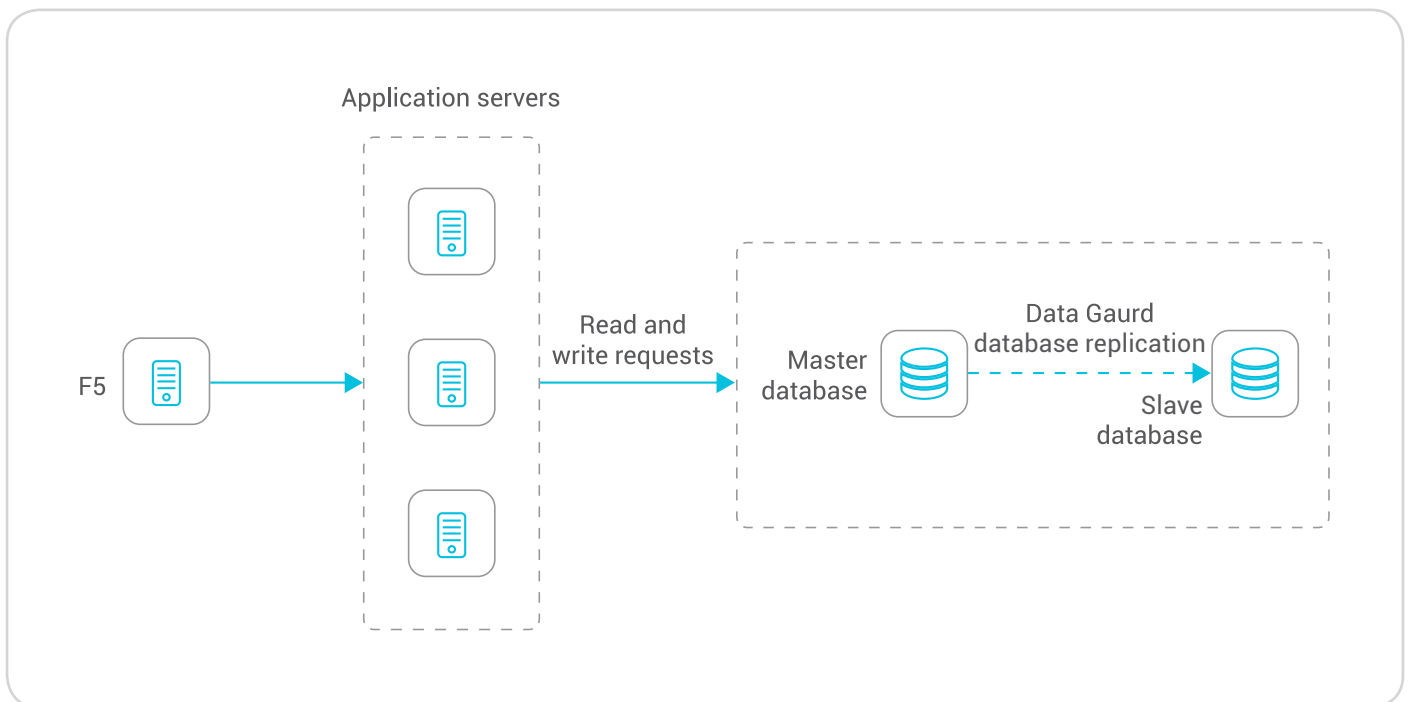 Application servers
F5
Read and
write requests
Master
database
Data Gaurd
database replication
Slave
database